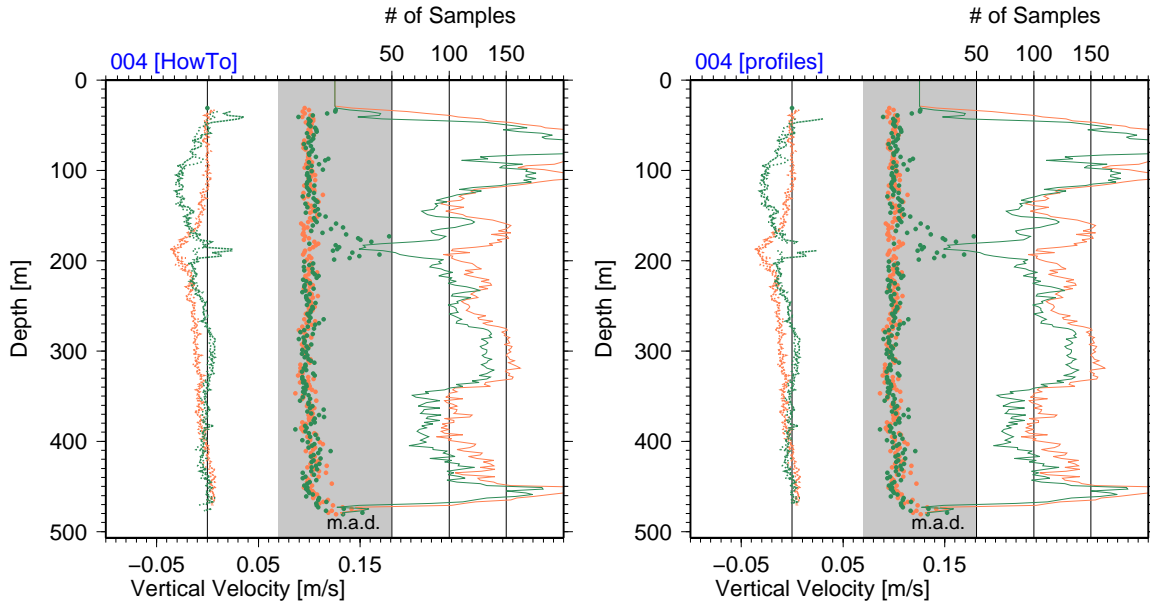 # of Samples
50 100 150
004 [HowTo]
0
100
200
300
400
500
Depth [m]
m.a.d.
−0.05 0.05 0.15
Vertical Velocity [m/s]
# of Samples
50 100 150
004 [profiles]
0
100
200
300
400
500
Depth [m]
m.a.d.
−0.05 0.05 0.15
Vertical Velocity [m/s]